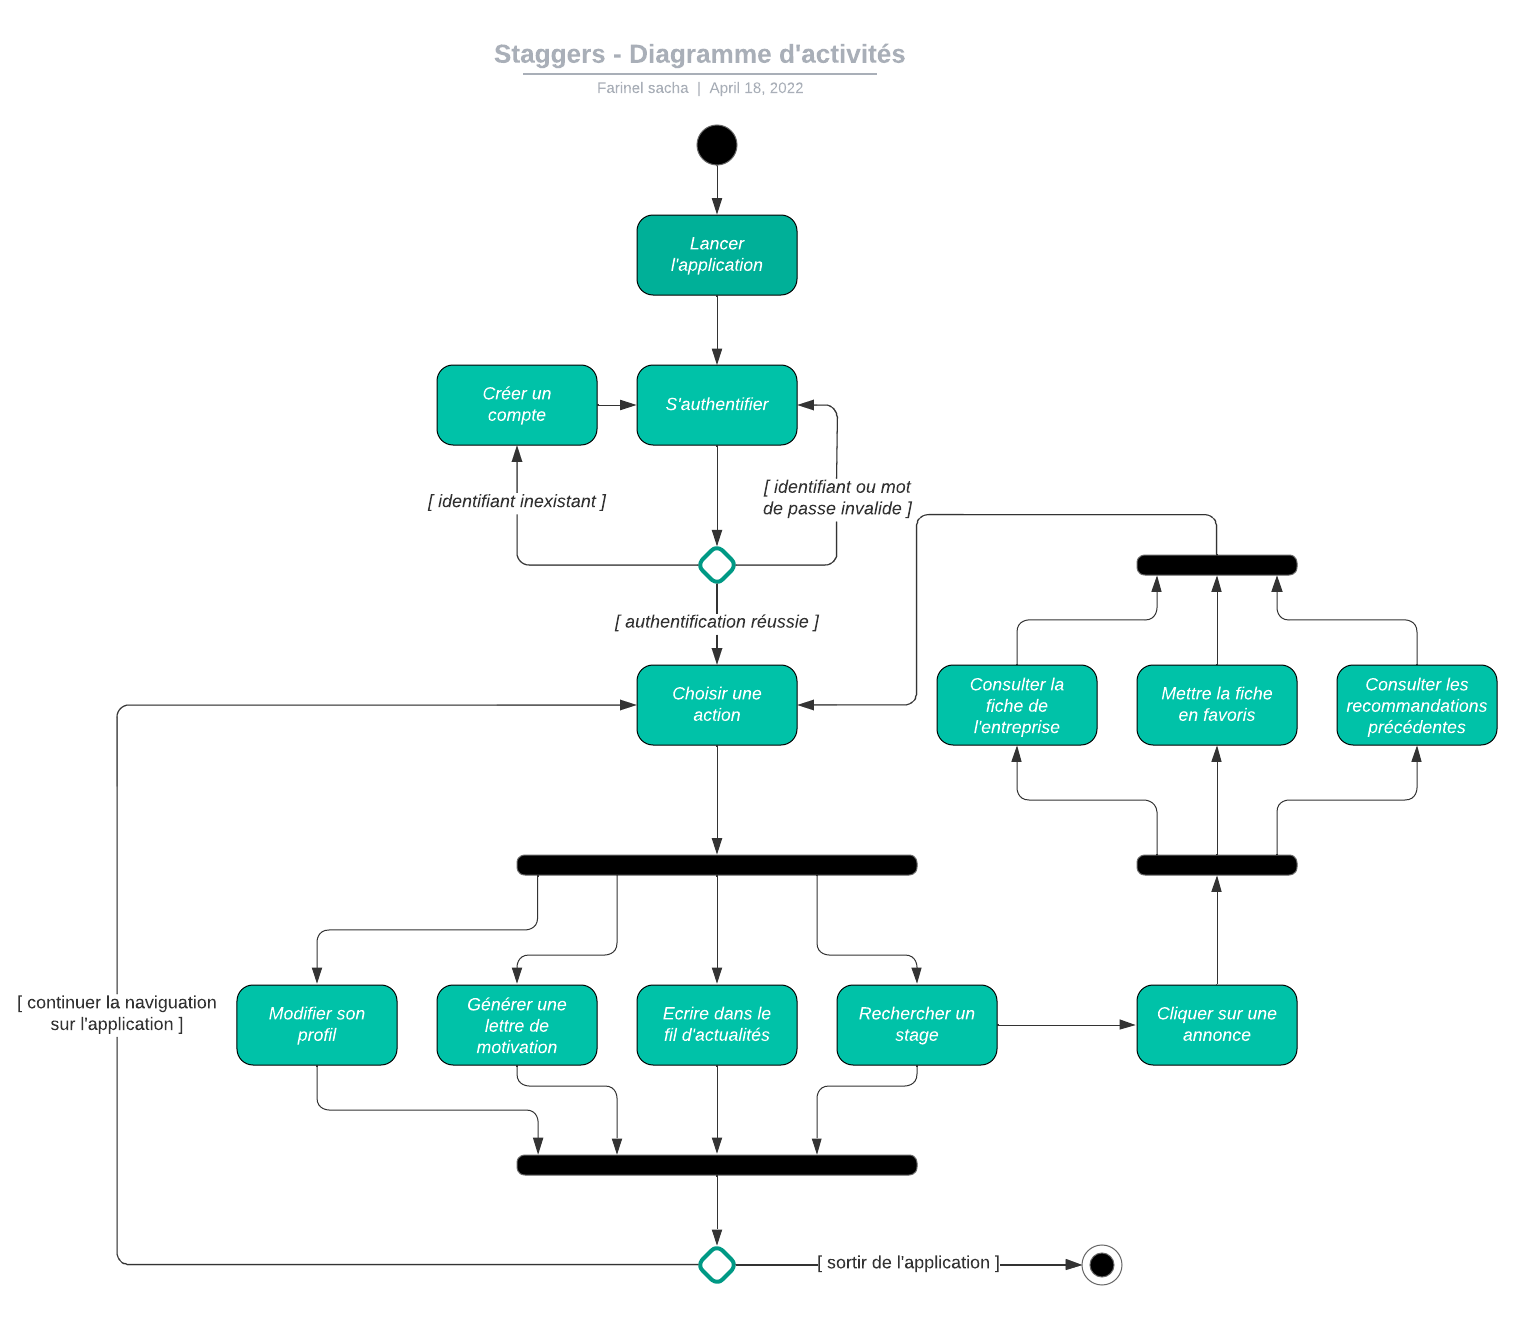 Staggers - Diagramme d'activités
Farinel sacha | April 18, 2022
Lancer
l'application
Créer un
compte
S'authentifier
[ identifiant inexistant ]
[ identifiant ou mot
de passe invalide ]
[ authentification réussie ]
Choisir une
action
Consulter la
fiche de
l'entreprise
Mettre la fiche
en favoris
Consulter les
recommandations
précédentes
[ continuer la naviguation
sur l'application ]
Modifier son
profil
Générer une
lettre de
motivation
Ecrire dans le
fil d'actualités
Rechercher un
stage
Cliquer sur une
annonce
[ sortir de l'application ]